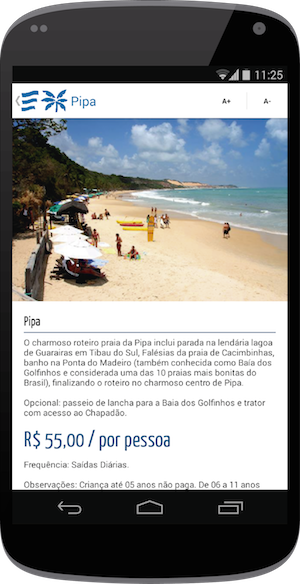 11:25
Pipa
A+
A-
Pipa
O charmoso roteiro praia da Pipa inclui parada na lendária lagoa
de Guarairas em Tibau do Sul, Falésias da praia de Cacimbinhas,
banho na Ponta do Madeiro (também conhecida como Baía dos
Golfinhos e considerada uma das 10 praias mais bonitas do
Brasil), finalizando o roteiro no charmoso centro de Pipa.
Opcional: passeio de lancha para a Baia dos Golfinhos e trator
com acesso ao Chapadão.
R$ 55,00 / por pessoa
Frequência: Saídas Diárias.
Observações: Criança até 05 anos não paga. De 06 a 11 anos